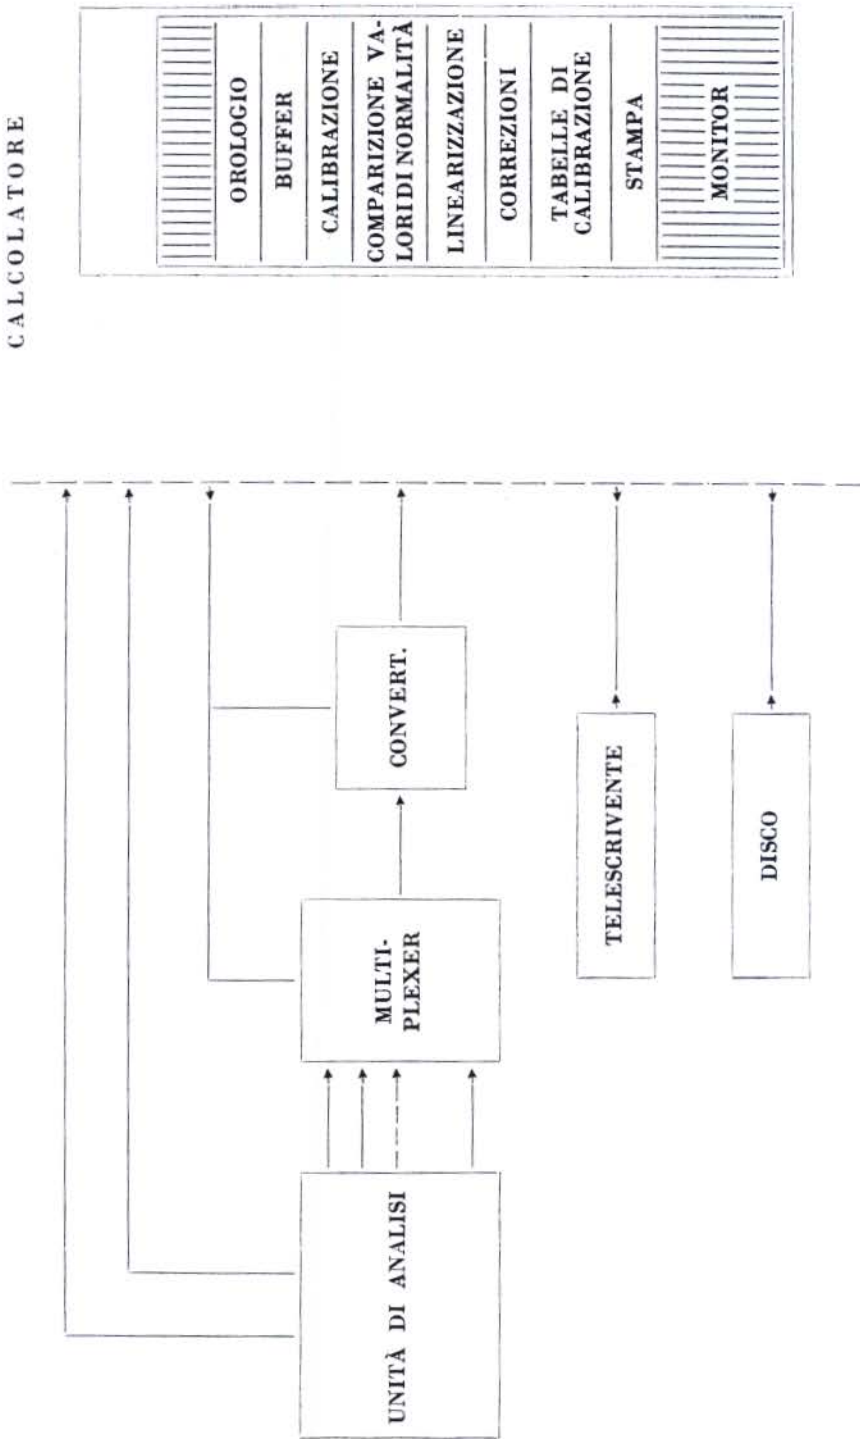 CALCOLATORE
OROLOGIO
BUFFER
CALIBRAZIONE
COMPARIZIONE VA-
LORI DI NORMALITÀ
LINEARIZZAZIONE
CORREZIONI
TABELLE DI
CALIBRAZIONE
STAMPA
MONITOR
UNITÀ DI ANALISI
MULTI-
PLEXER
CONVERT.
TELESCRIVENTE
DISCO